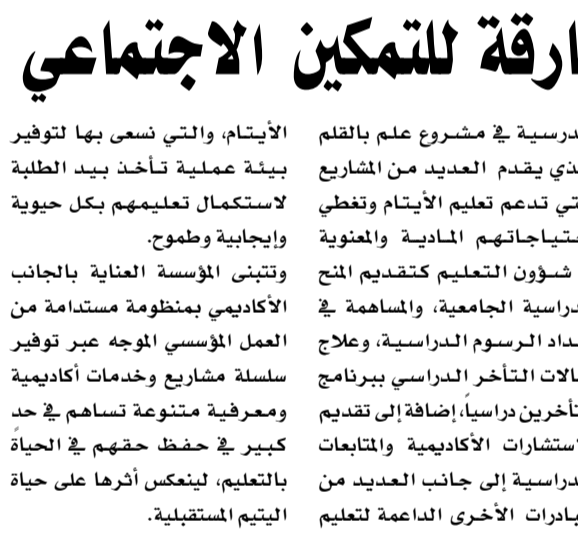 ارقة للتمكين الاجتماعي
درسية في مشروع علم بالقلم
ذي يقدم العديد من المشاريع
تي تدعم تعليم الأيتام وتغطي
حتياجاتهم المادية والمعنوية
شؤون التعليم كتقديم المنح
دراسية الجامعية، والمساهمة في
داد الرسوم الدراسية، وعلاج
الات التأخر الدراسي ببرنامج
تأخرين دراسياً، إضافة إلى تقديم
ستشارات الأكاديمية والمتابعات
دراسية إلى جانب العديد من
بادرات الأخرى الداعمة لتعليم
الأيتام، والتي نسعى بها لتوفير
بيئة عملية تأخذ بيد الطلبة
لاستكمال تعليمهم بكل حيوية
وإيجابية وطموح.
وتتبنى المؤسسة العناية بالجانب
الأكاديمي بمنظومة مستدامة من
العمل المؤسسي الموجه عبر توفير
سلسلة مشاريع وخدمات أكاديمية
ومعرفية متنوعة تساهم في حد
كبير في حفظ حقهم في الحياة
بالتعليم، لينعكس أثرها على حياة
اليتيم المستقبلية.